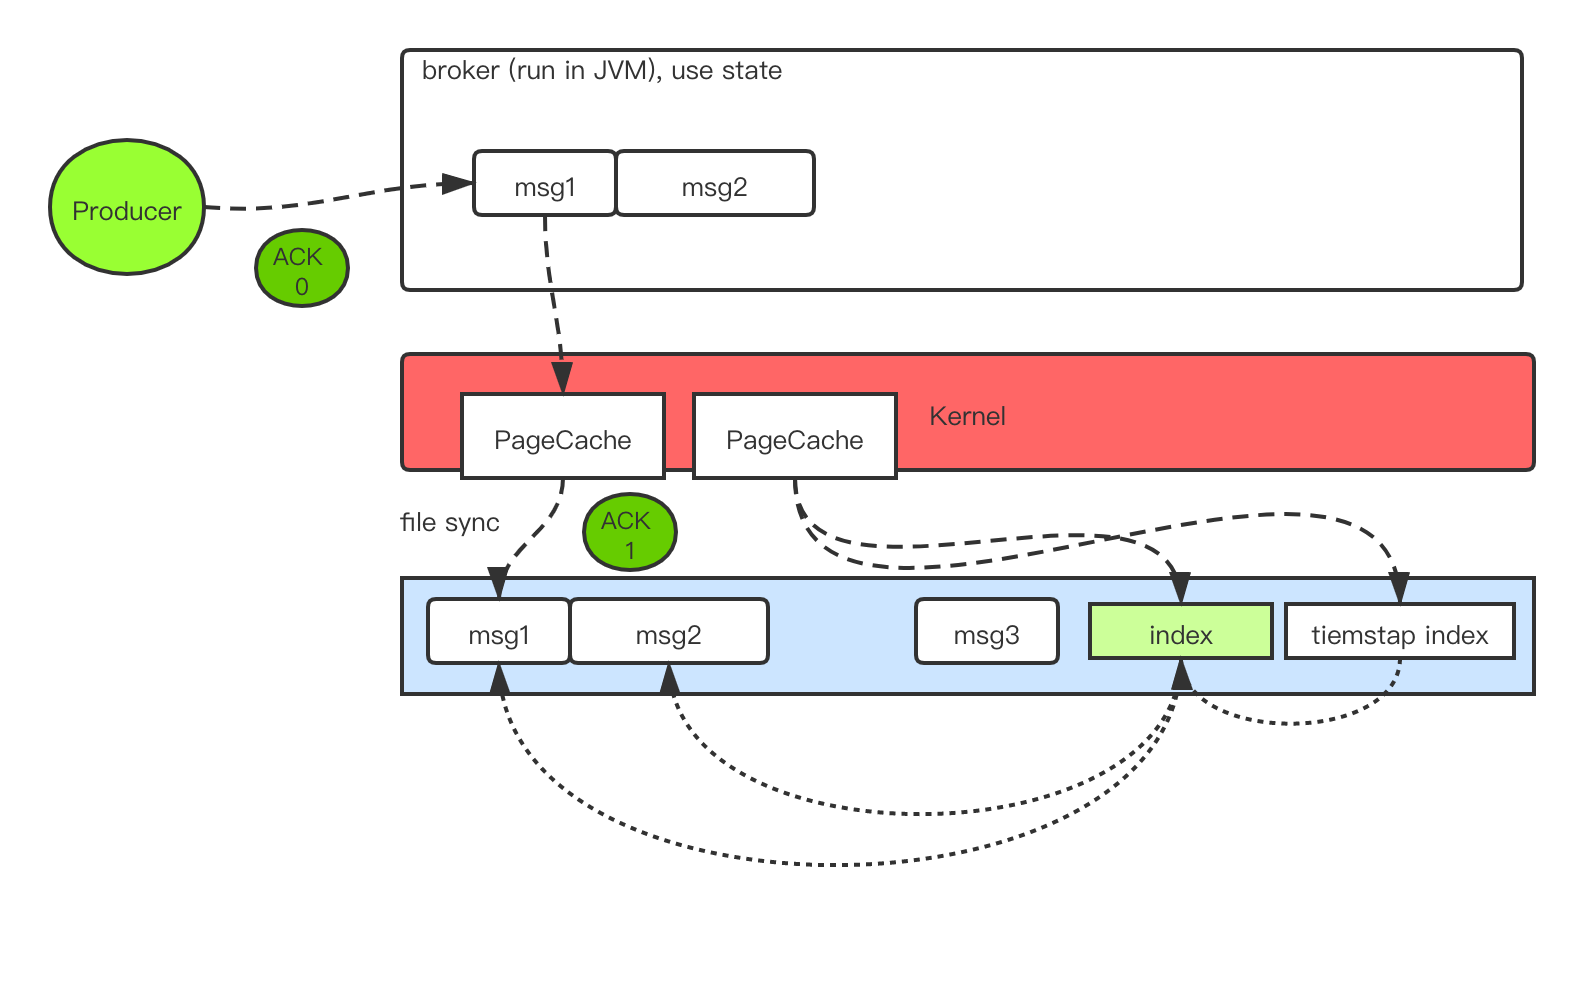 broker (run in JVM), use state
msg1
msg2
Producer
ACK
0
Kernel
PageCache
PageCache
file sync
ACK
1
msg1
msg2
msg3
index
tiemstap index